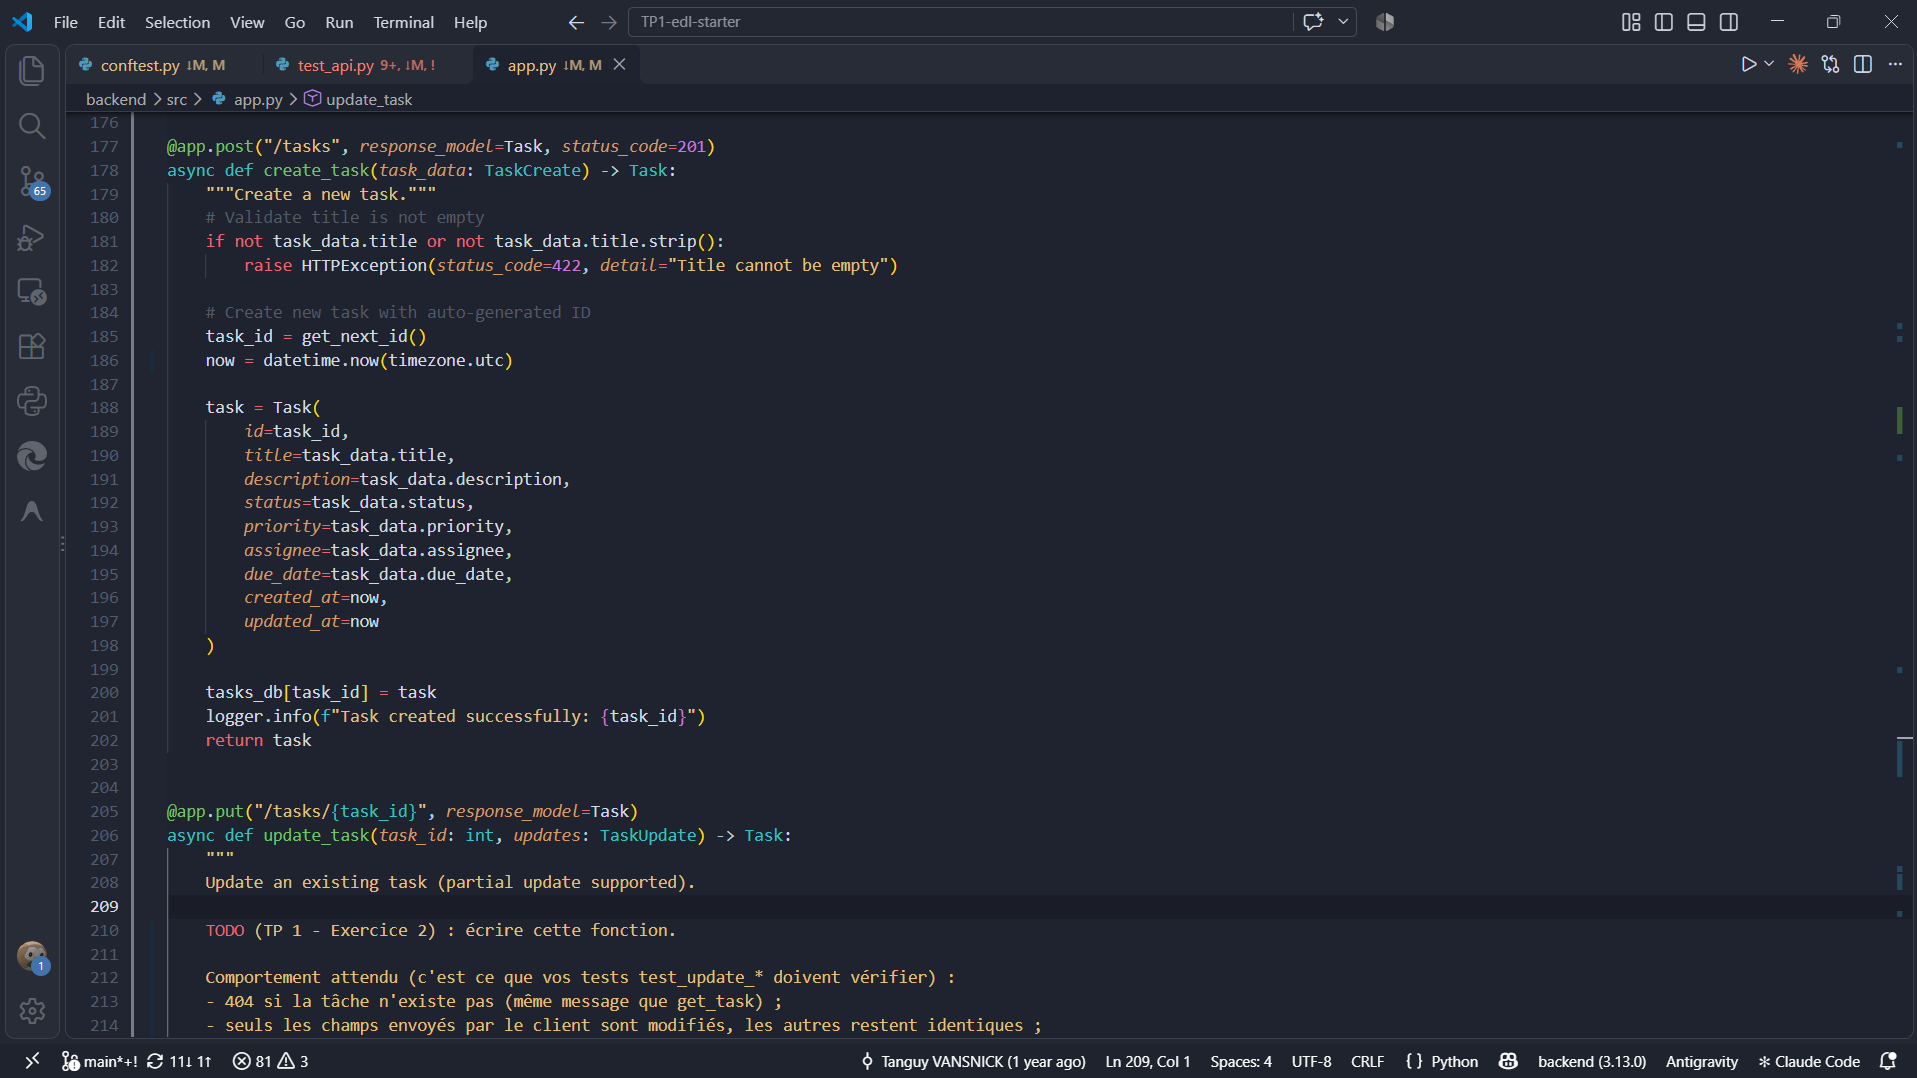 File Edit Selection View Go Run Terminal Help
TP1-edl-starter
conftest.py ↓M, M
test_api.py 9+, ↓M, !
app.py ↓M, M
backend > src > app.py > update_task
65
1
176
177 @app.post("/tasks", response_model=Task, status_code=201)
178 async def create_task(task_data: TaskCreate) -> Task:
179 """Create a new task."""
180 # Validate title is not empty
181 if not task_data.title or not task_data.title.strip():
182 raise HTTPException(status_code=422, detail="Title cannot be empty")
183
184 # Create new task with auto-generated ID
185 task_id = get_next_id()
186 now = datetime.now(timezone.utc)
187
188 task = Task(
189 id=task_id,
190 title=task_data.title,
191 description=task_data.description,
192 status=task_data.status,
193 priority=task_data.priority,
194 assignee=task_data.assignee,
195 due_date=task_data.due_date,
196 created_at=now,
197 updated_at=now
198 )
199
200 tasks_db[task_id] = task
201 logger.info(f"Task created successfully: {task_id}")
202 return task
203
204
205 @app.put("/tasks/{task_id}", response_model=Task)
206 async def update_task(task_id: int, updates: TaskUpdate) -> Task:
207 """
208 Update an existing task (partial update supported).
209
210 TODO (TP 1 - Exercice 2) : écrire cette fonction.
211
212 Comportement attendu (c'est ce que vos tests test_update_* doivent vérifier) :
213 - 404 si la tâche n'existe pas (même message que get_task) ;
214 - seuls les champs envoyés par le client sont modifiés, les autres restent identiques ;
main*+! 11↓ 1↑ 81 3 Tanguy VANSNICK (1 year ago) Ln 209, Col 1 Spaces: 4 UTF-8 CRLF {} Python backend (3.13.0) Antigravity Claude Code